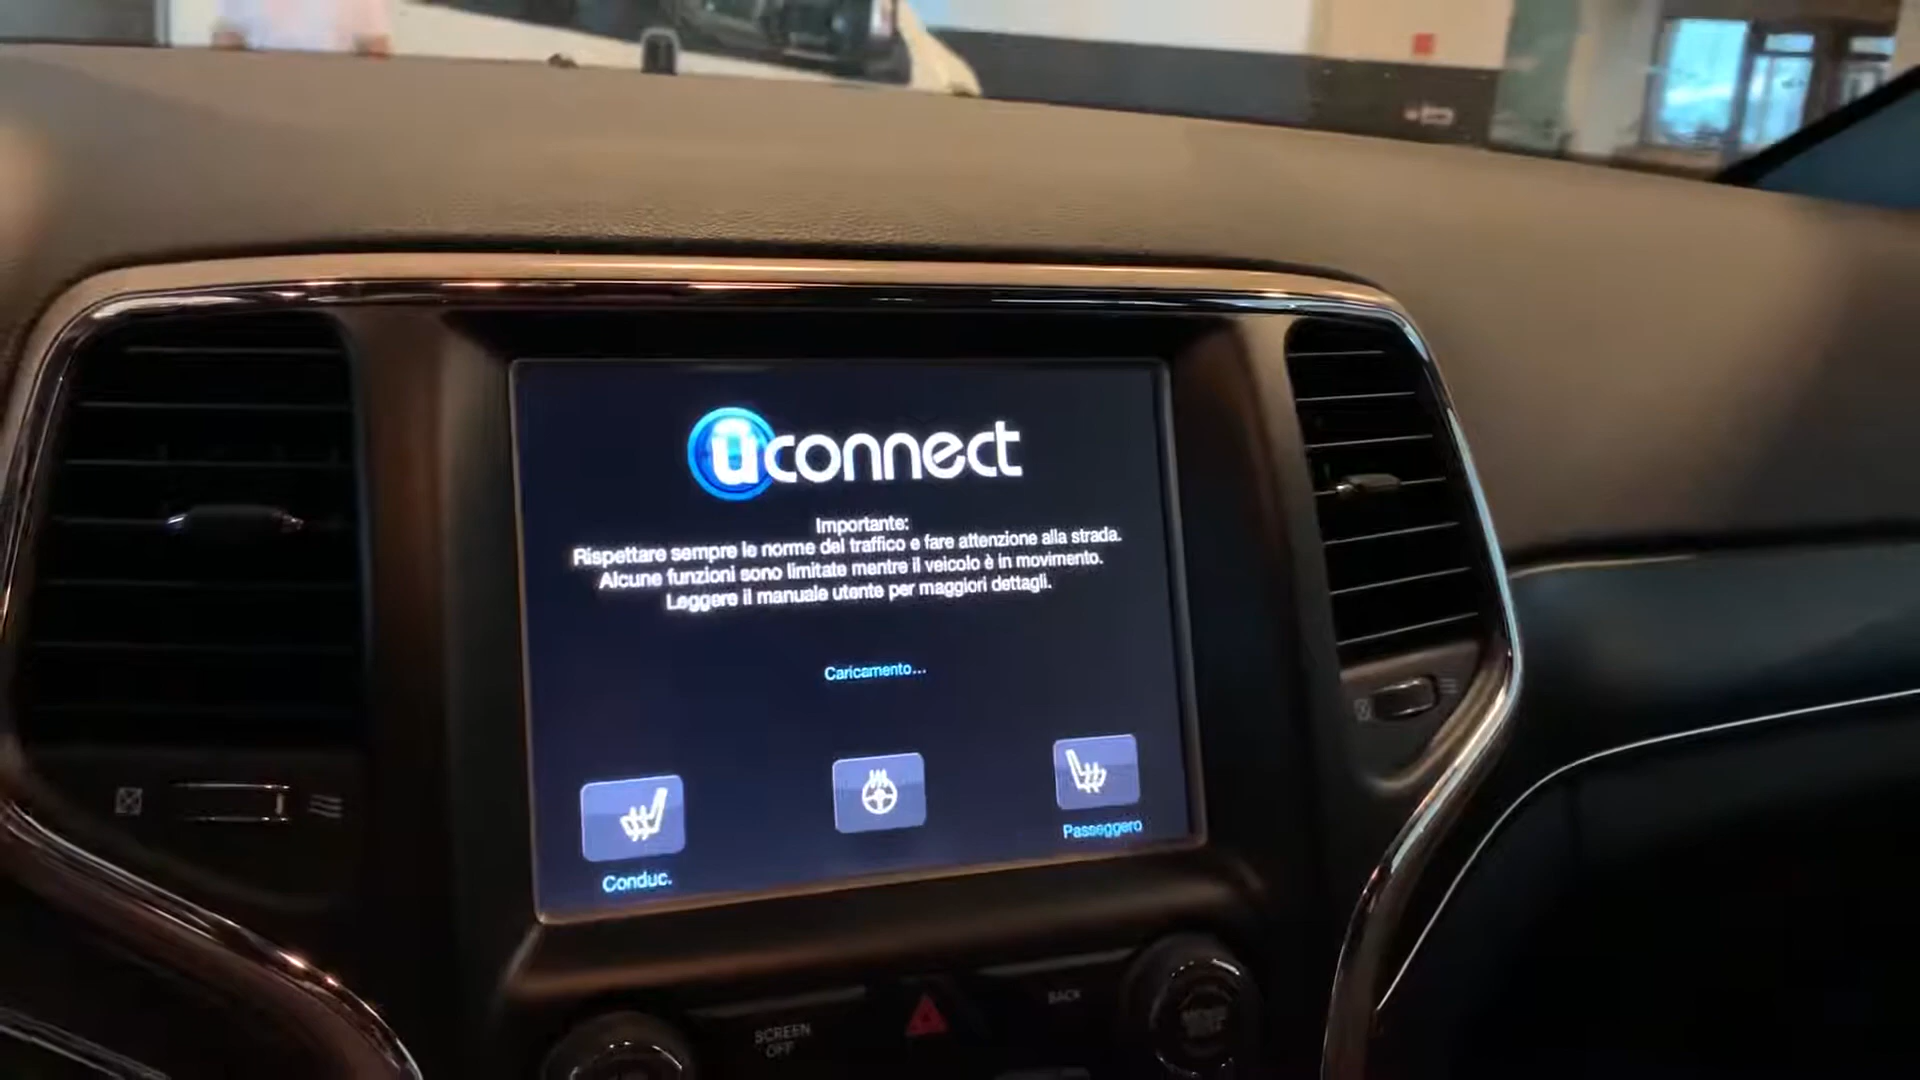 uconnect
Importante:
Rispettare sempre le norme del traffico e fare attenzione alla strada.
Alcune funzioni sono limitate mentre il veicolo è in movimento.
Leggere il manuale utente per maggiori dettagli.
Caricamento...
Conduc.
Passeggero
SCREEN
OFF
BACK